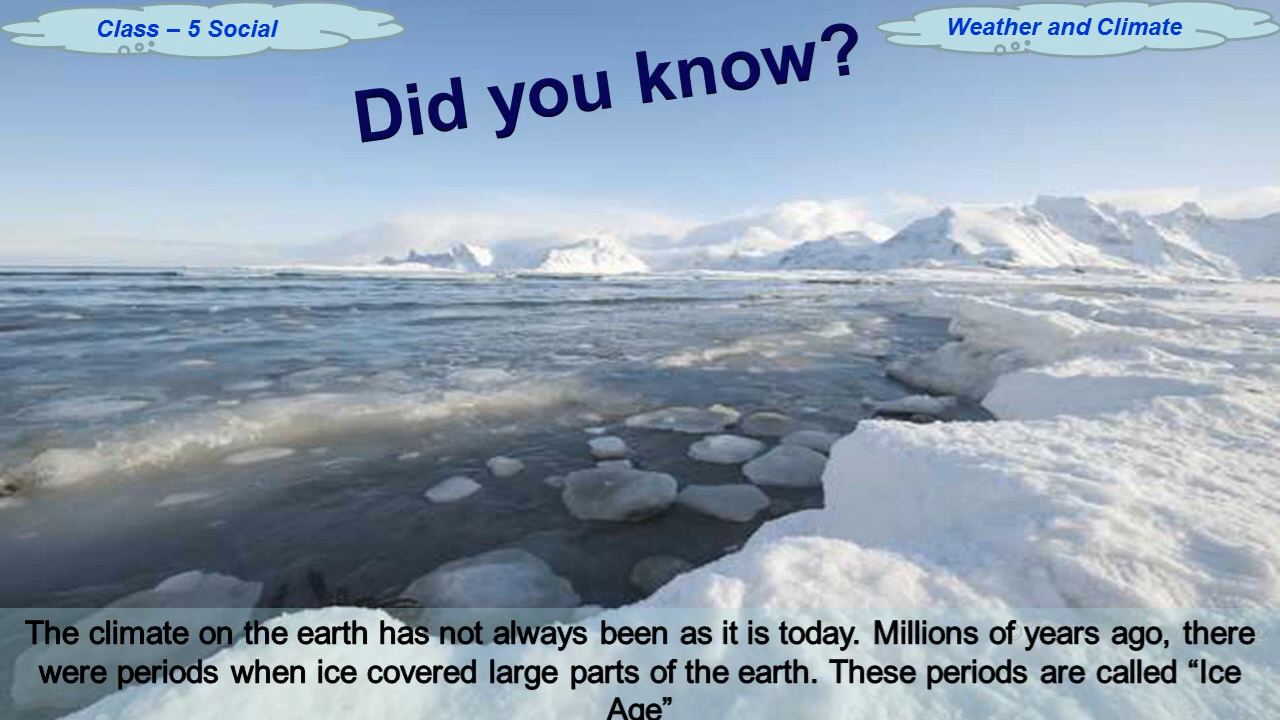 Class – 5 Social
Weather and Climate
Did you know?
The climate on the earth has not always been as it is today. Millions of years ago, there
were periods when ice covered large parts of the earth. These periods are called “Ice
Age”